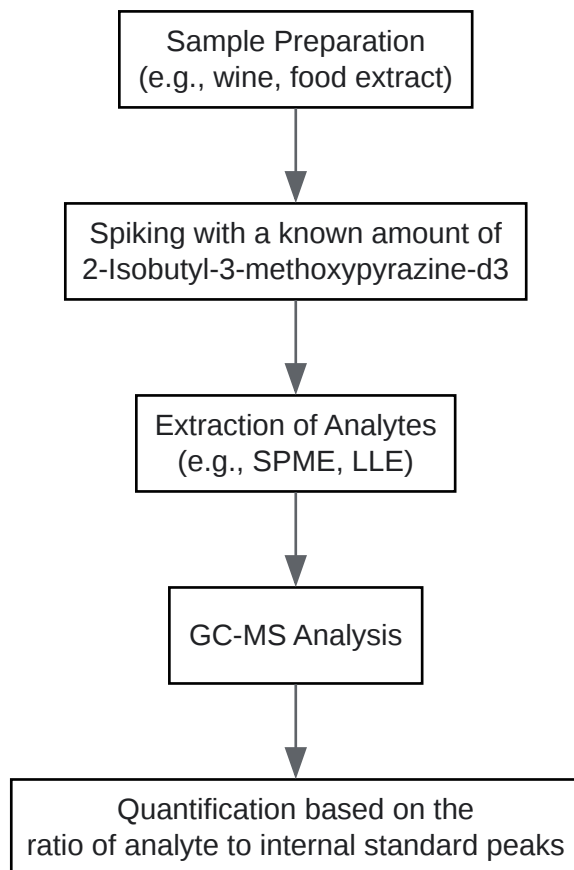 Sample Preparation
(e.g., wine, food extract)
Spiking with a known amount of
2-Isobutyl-3-methoxypyrazine-d3
Extraction of Analytes
(e.g., SPME, LLE)
GC-MS Analysis
Quantification based on the
ratio of analyte to internal standard peaks